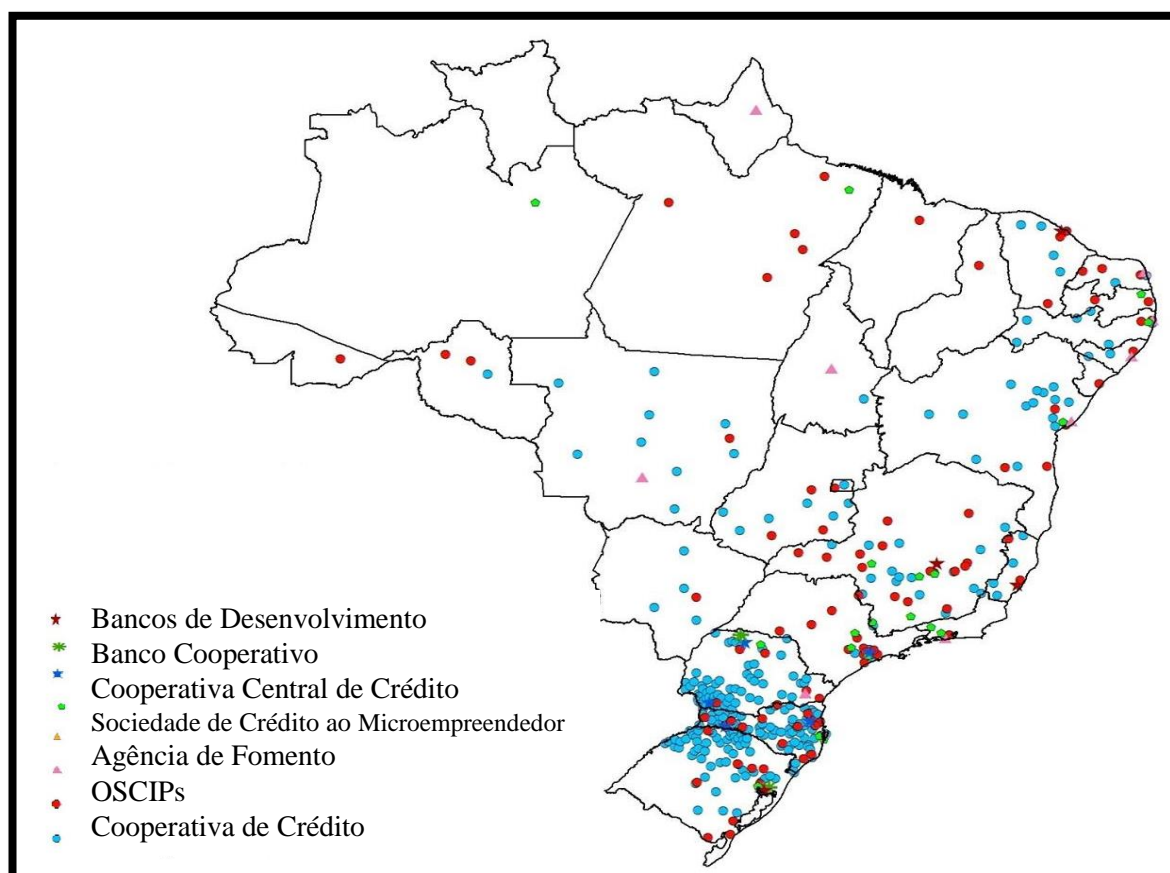 Bancos de Desenvolvimento
Banco Cooperativo
Cooperativa Central de Crédito
Sociedade de Crédito ao Microempreendedor
Agência de Fomento
OSCIPs
Cooperativa de Crédito